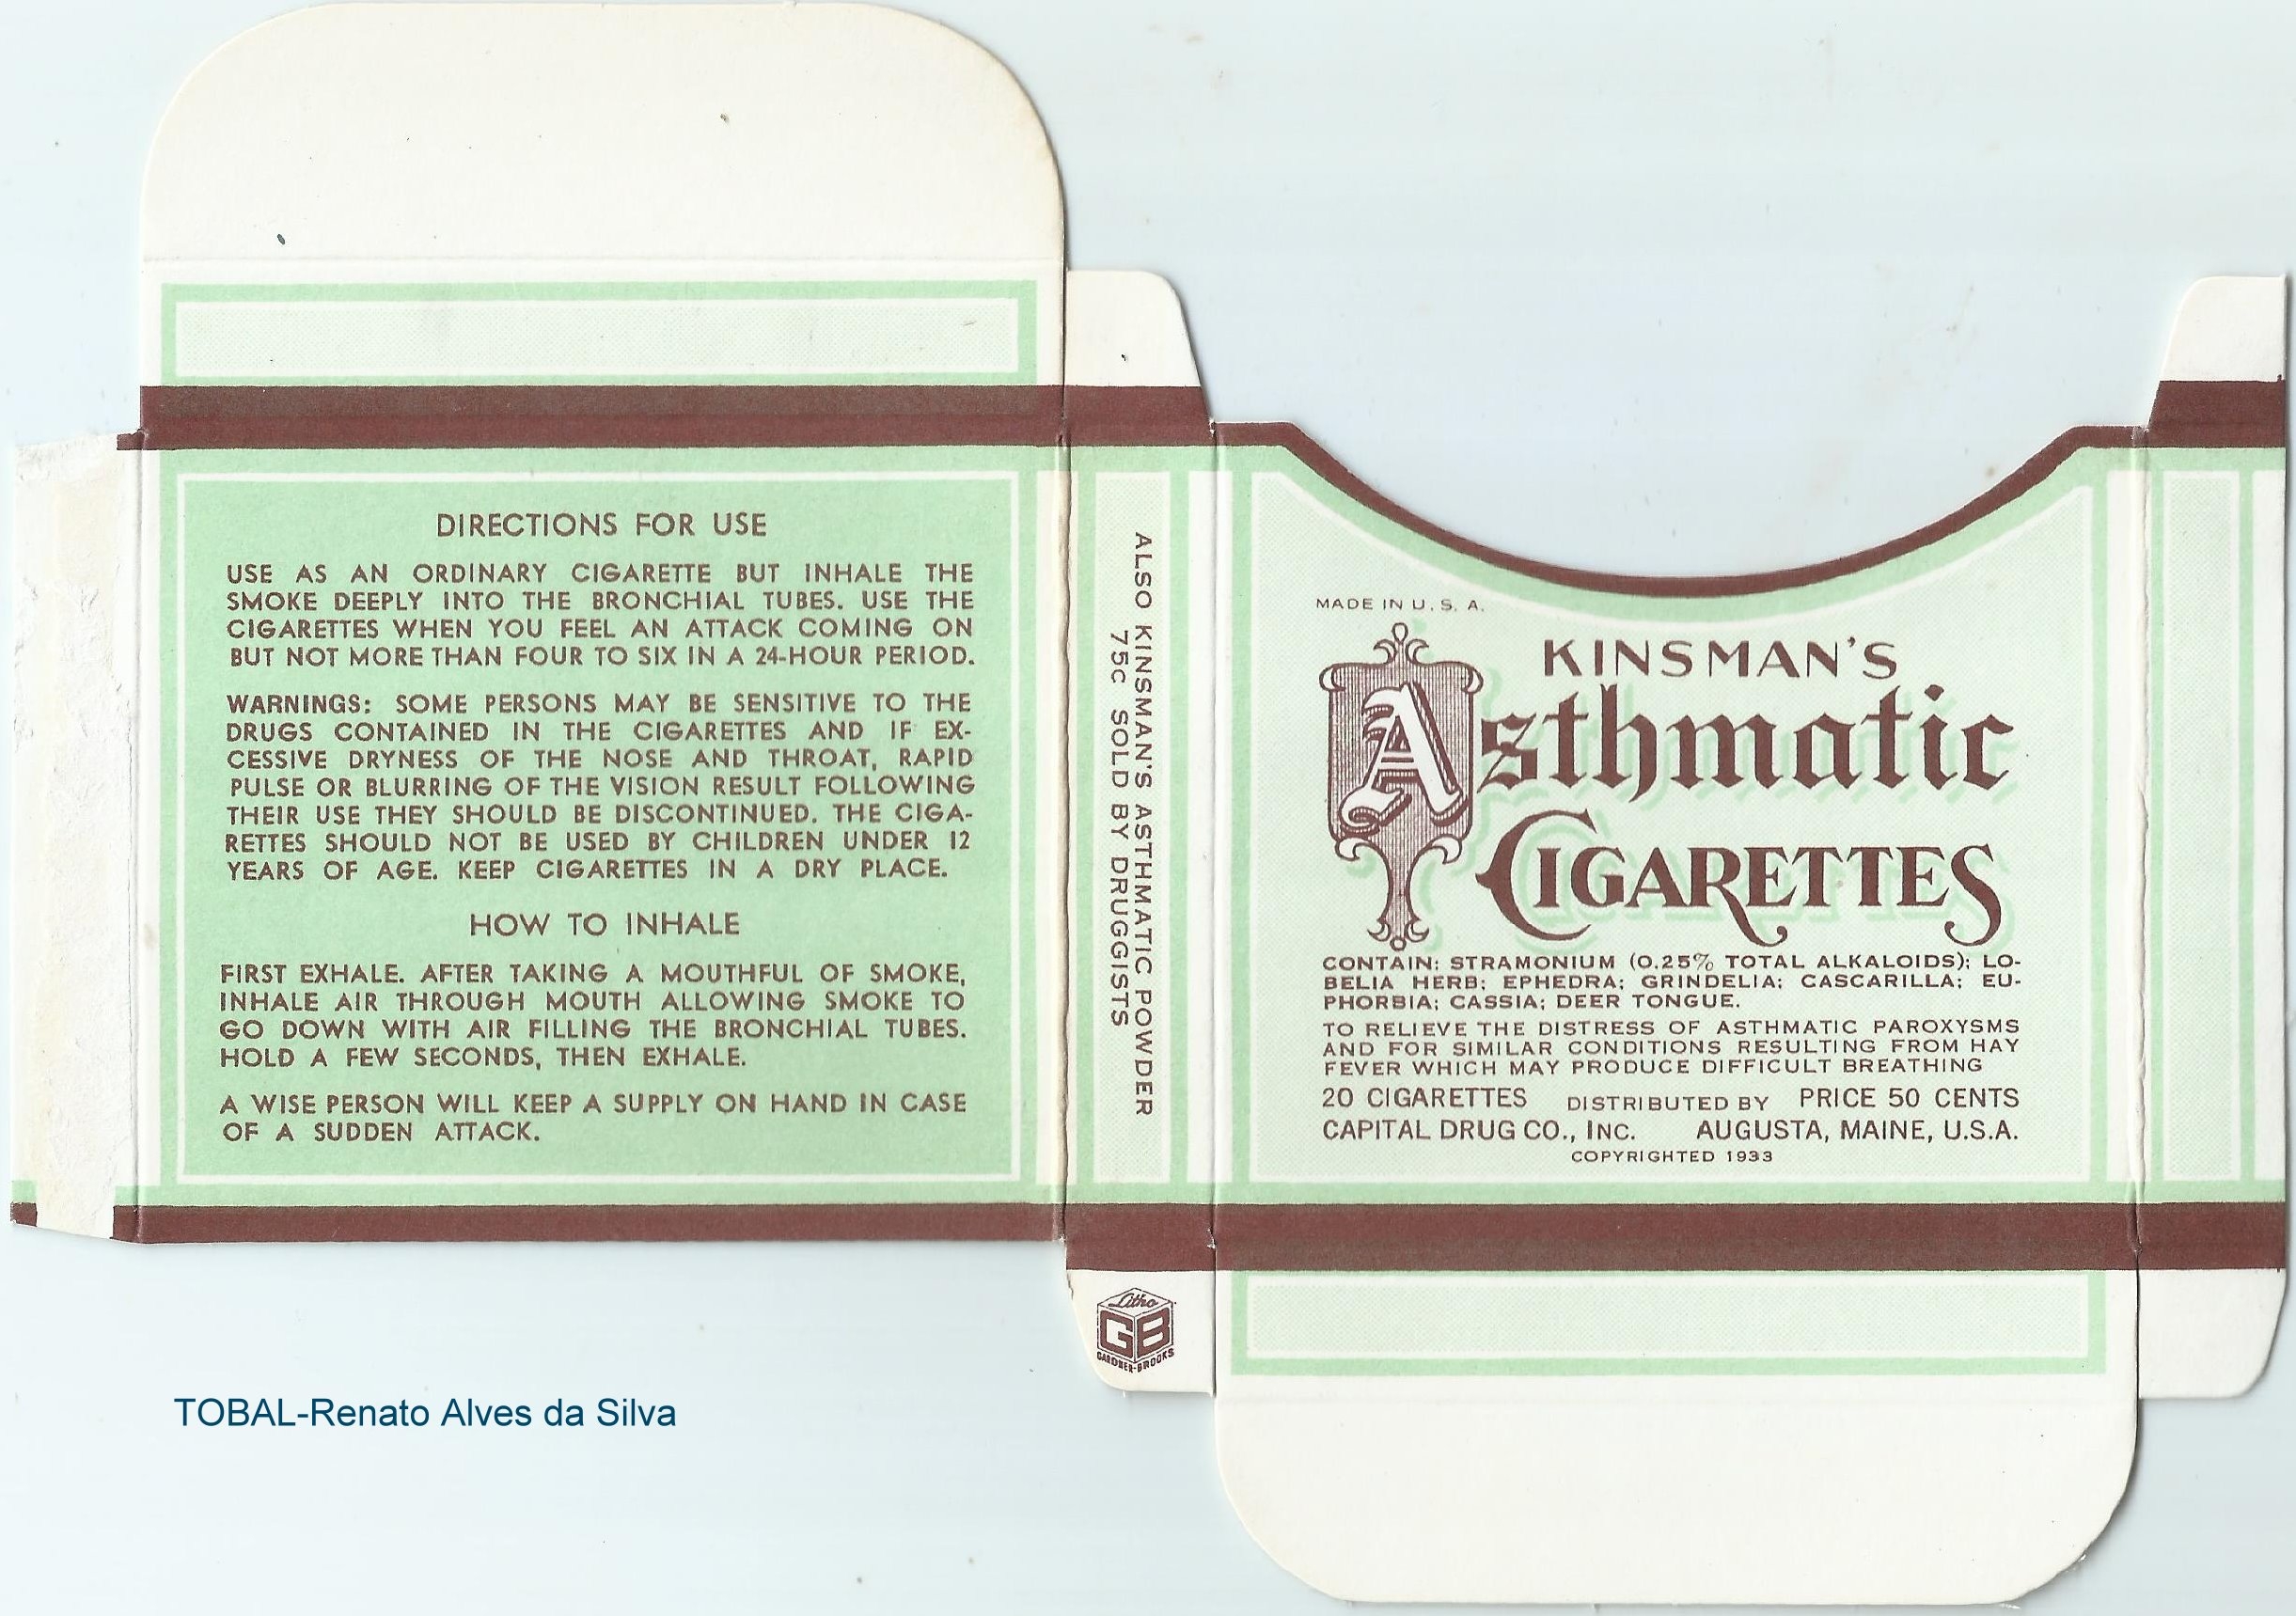 DIRECTIONS FOR USE
USE AS AN ORDINARY CIGARETTE BUT INHALE THE
SMOKE DEEPLY INTO THE BRONCHIAL TUBES. USE THE
CIGARETTES WHEN YOU FEEL AN ATTACK COMING ON
BUT NOT MORE THAN FOUR TO SIX IN A 24-HOUR PERIOD.
WARNINGS: SOME PERSONS MAY BE SENSITIVE TO THE
DRUGS CONTAINED IN THE CIGARETTES AND IF EX-
CESSIVE DRYNESS OF THE NOSE AND THROAT, RAPID
PULSE OR BLURRING OF THE VISION RESULT FOLLOWING
THEIR USE THEY SHOULD BE DISCONTINUED. THE CIGA-
RETTES SHOULD NOT BE USED BY CHILDREN UNDER 12
YEARS OF AGE. KEEP CIGARETTES IN A DRY PLACE.
HOW TO INHALE
FIRST EXHALE. AFTER TAKING A MOUTHFUL OF SMOKE,
INHALE AIR THROUGH MOUTH ALLOWING SMOKE TO
GO DOWN WITH AIR FILLING THE BRONCHIAL TUBES.
HOLD A FEW SECONDS, THEN EXHALE.
A WISE PERSON WILL KEEP A SUPPLY ON HAND IN CASE
OF A SUDDEN ATTACK.
ALSO KINSMAN'S ASTHMATIC POWDER
75c SOLD BY DRUGGISTS
MADE IN U.S.A.
KINSMAN'S
Asthmatic
CIGARETTES
CONTAIN: STRAMONIUM (0.25% TOTAL ALKALOIDS); LO-
BELIA HERB; EPHEDRA; GRINDELIA; CASCARILLA; EU-
PHORBIA; CASSIA; DEER TONGUE.
TO RELIEVE THE DISTRESS OF ASTHMATIC PAROXYSMS
AND FOR SIMILAR CONDITIONS RESULTING FROM HAY
FEVER WHICH MAY PRODUCE DIFFICULT BREATHING
20 CIGARETTES DISTRIBUTED BY PRICE 50 CENTS
CAPITAL DRUG CO., INC. AUGUSTA, MAINE, U.S.A.
COPYRIGHTED 1933
Litho
GB
GARDNER-BROOKS
TOBAL-Renato Alves da Silva